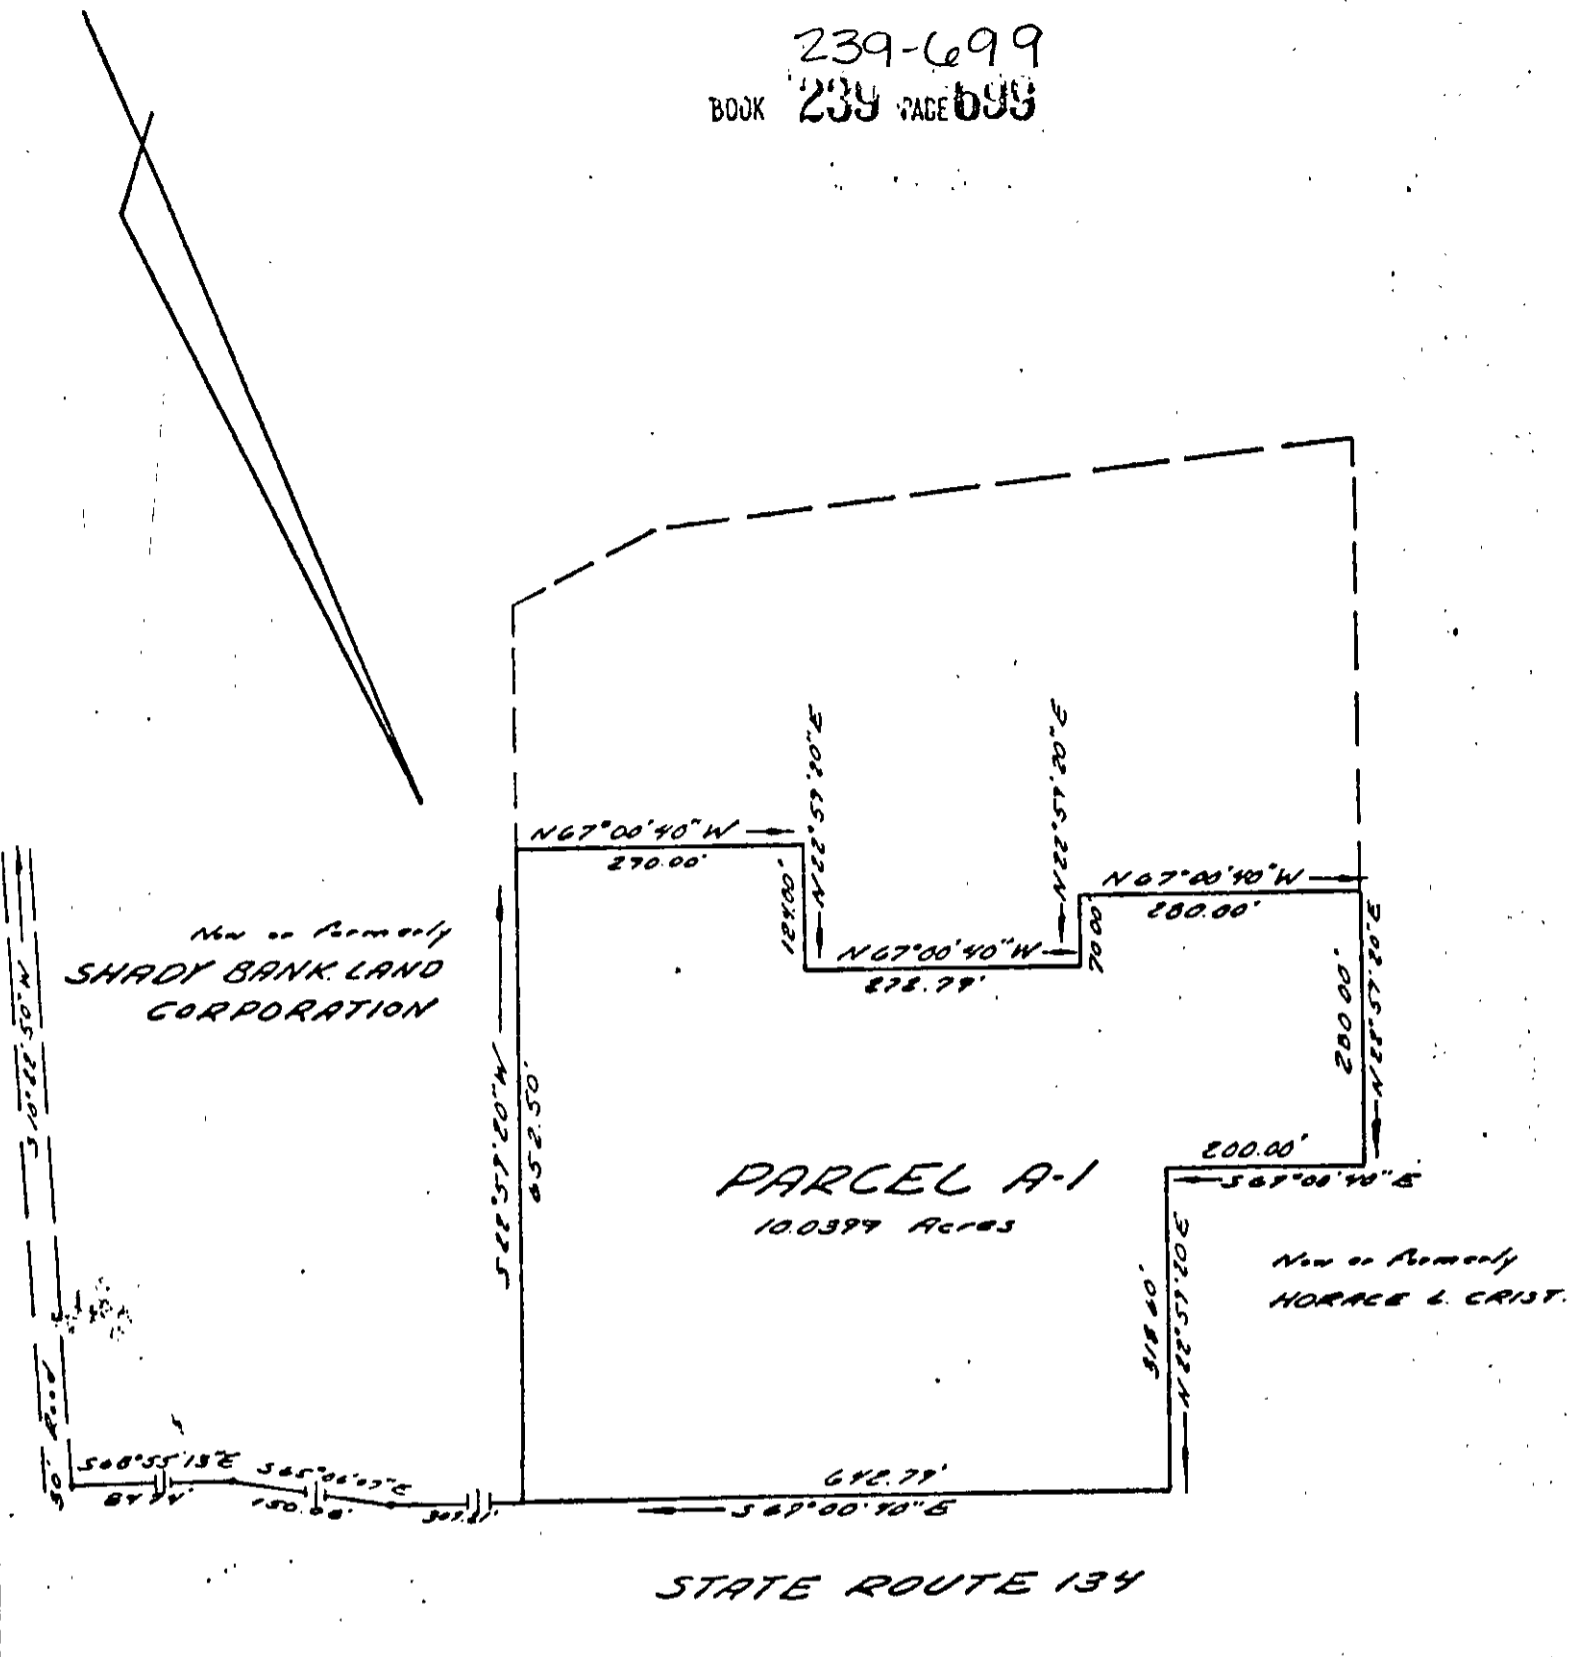 239-699
BOOK 239 PAGE 699
N67°00'40"W
270.00'
124.00'
N22°59'20"E
N67°00'40"W
272.79'
N22°59'20"E
70.00'
N67°00'40"W
280.00'
N22°59'20"E
280.00'
200.00'
S67°00'40"E
Now or Formerly
SHADY BANK LAND
CORPORATION
S22°59'20"W
652.50'
PARCEL A-1
10.0399 Acres
Now or Formerly
HORACE L. CRIST.
N22°59'20"E
S10°22'50"W
50' Road
S68°55'13"E
84.74'
S65°06'07"E
150.08'
642.79'
S67°00'40"E
STATE ROUTE 134